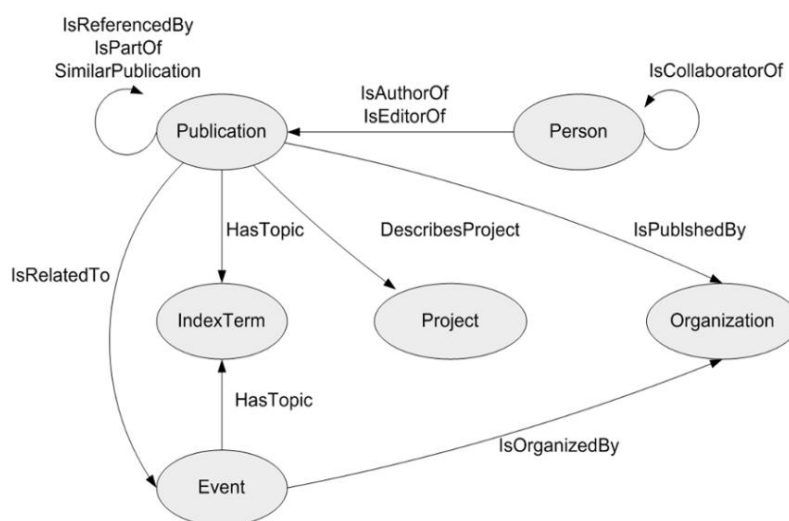 IsReferencedBy
IsPartOf
SimilarPublication
IsCollaboratorOf
IsAuthorOf
IsEditorOf
Publication
Person
HasTopic
DescribesProject
IsPublshedBy
IsRelatedTo
IndexTerm
Project
Organization
HasTopic
IsOrganizedBy
Event